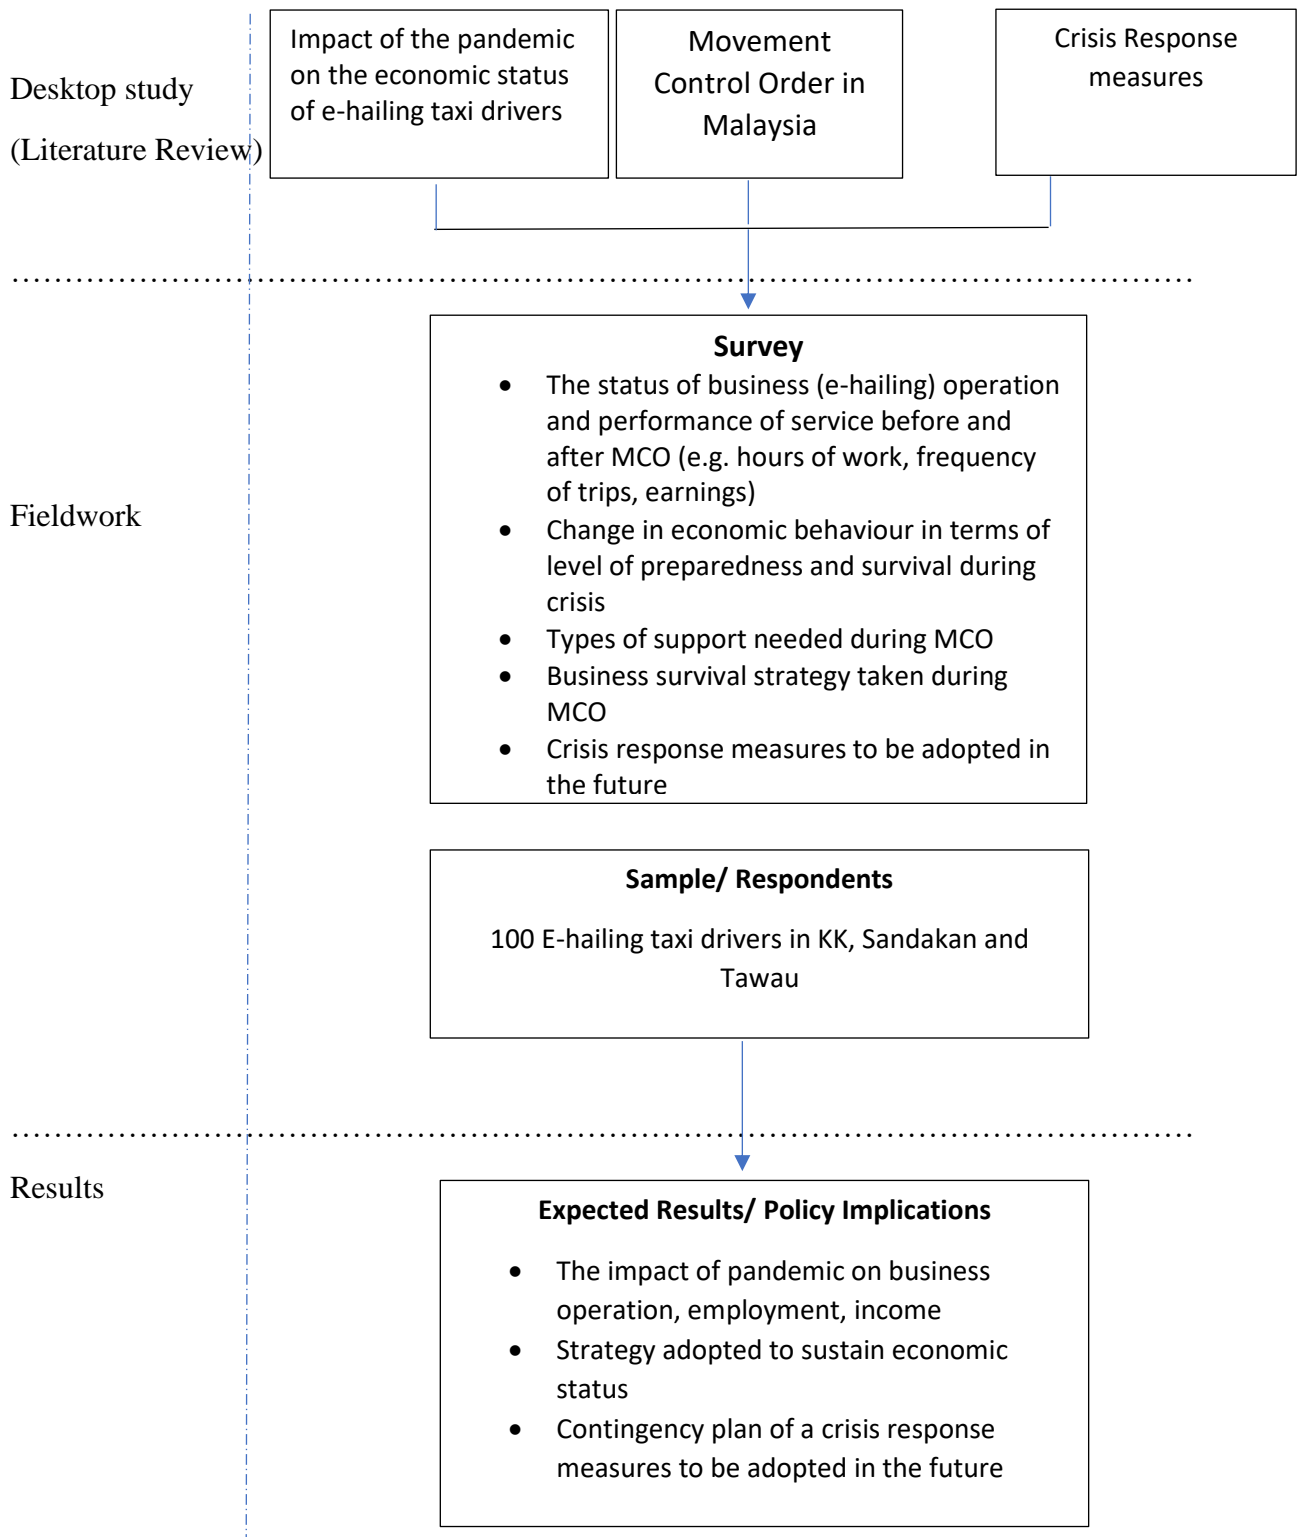 Desktop study
(Literature Review)
Impact of the pandemic
on the economic status
of e-hailing taxi drivers
Movement
Control Order in
Malaysia
Crisis Response
measures
Fieldwork
Survey
• The status of business (e-hailing) operation
and performance of service before and
after MCO (e.g. hours of work, frequency
of trips, earnings)
• Change in economic behaviour in terms of
level of preparedness and survival during
crisis
• Types of support needed during MCO
• Business survival strategy taken during
MCO
• Crisis response measures to be adopted in
the future
Sample/ Respondents
100 E-hailing taxi drivers in KK, Sandakan and
Tawau
Results
Expected Results/ Policy Implications
• The impact of pandemic on business
operation, employment, income
• Strategy adopted to sustain economic
status
• Contingency plan of a crisis response
measures to be adopted in the future